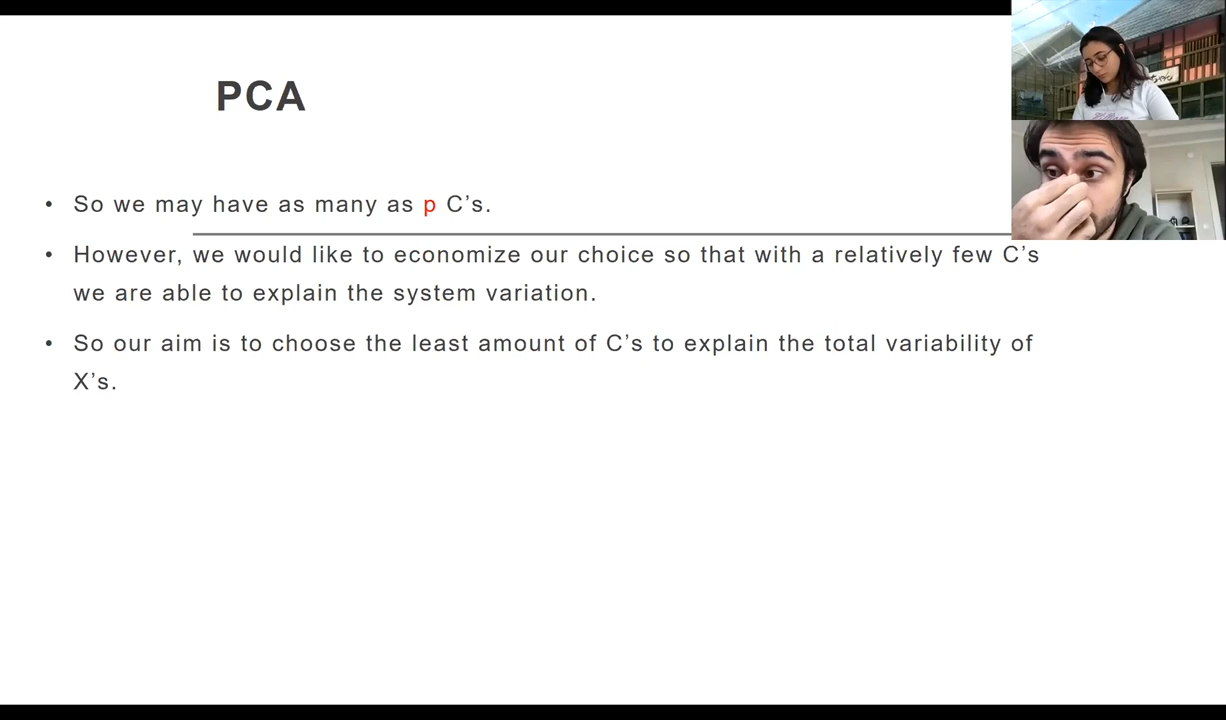 PCA
• So we may have as many as p C’s.
• However, we would like to economize our choice so that with a relatively few C’s
we are able to explain the system variation.
• So our aim is to choose the least amount of C’s to explain the total variability of
X’s.